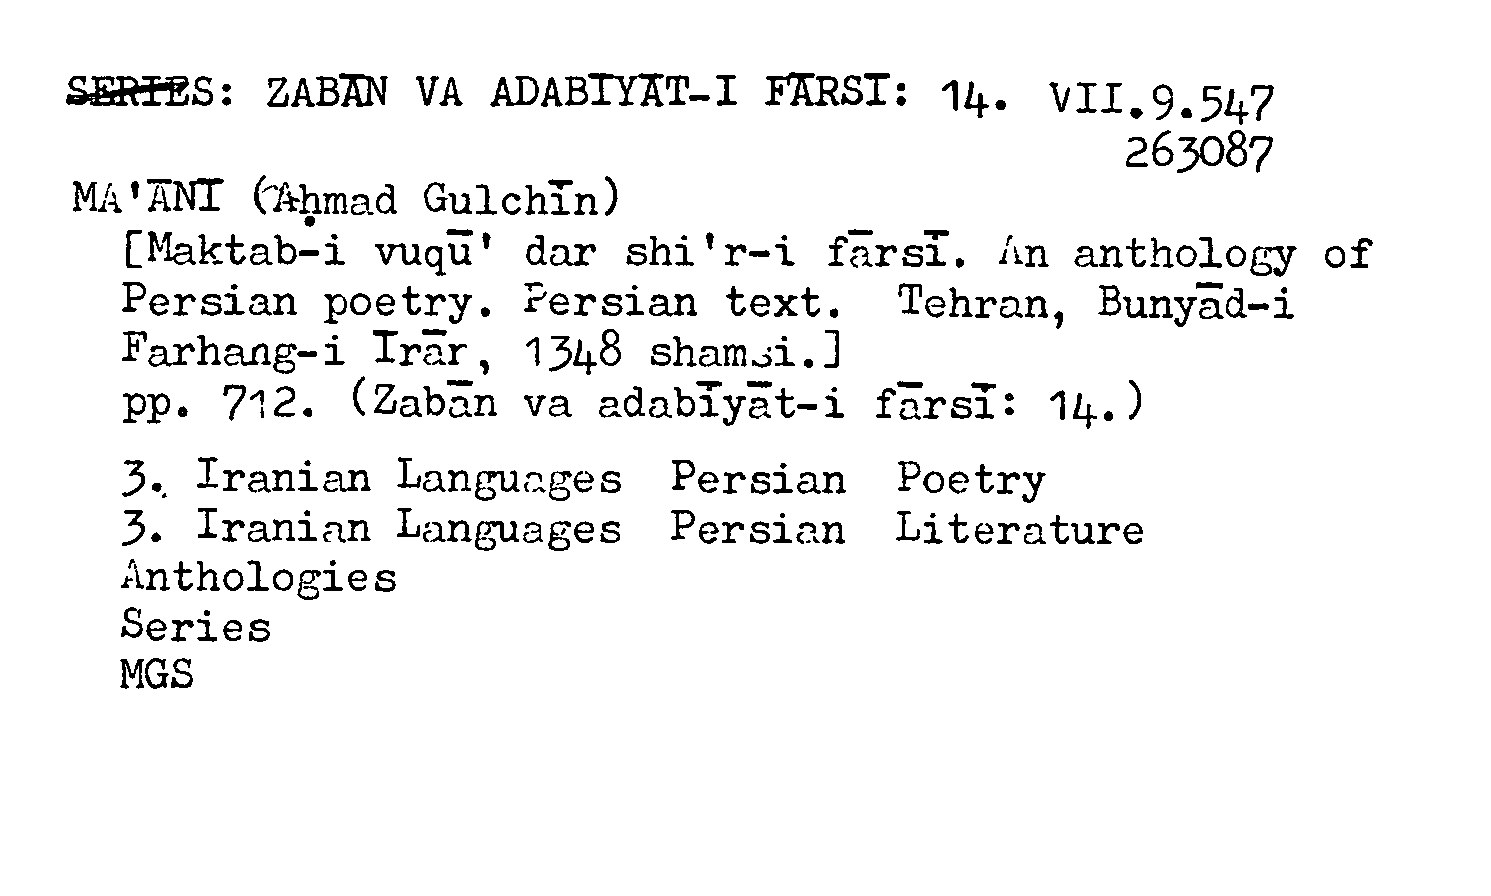 SERIES: ZABĀN VA ADABĪYĀT-I FĀRSĪ: 14. VII.9.547
263087
MA'ĀNĪ (Aḥmad Gulchīn)
[Maktab-i vuqū' dar shi'r-i fārsī. An anthology of
Persian poetry. Persian text. Tehran, Bunyād-i
Farhang-i Īrār, 1348 shamsi.]
pp. 712. (Zabān va adabīyāt-i fārsī: 14.)
3. Iranian Languages Persian Poetry
3. Iranian Languages Persian Literature
Anthologies
Series
MGS